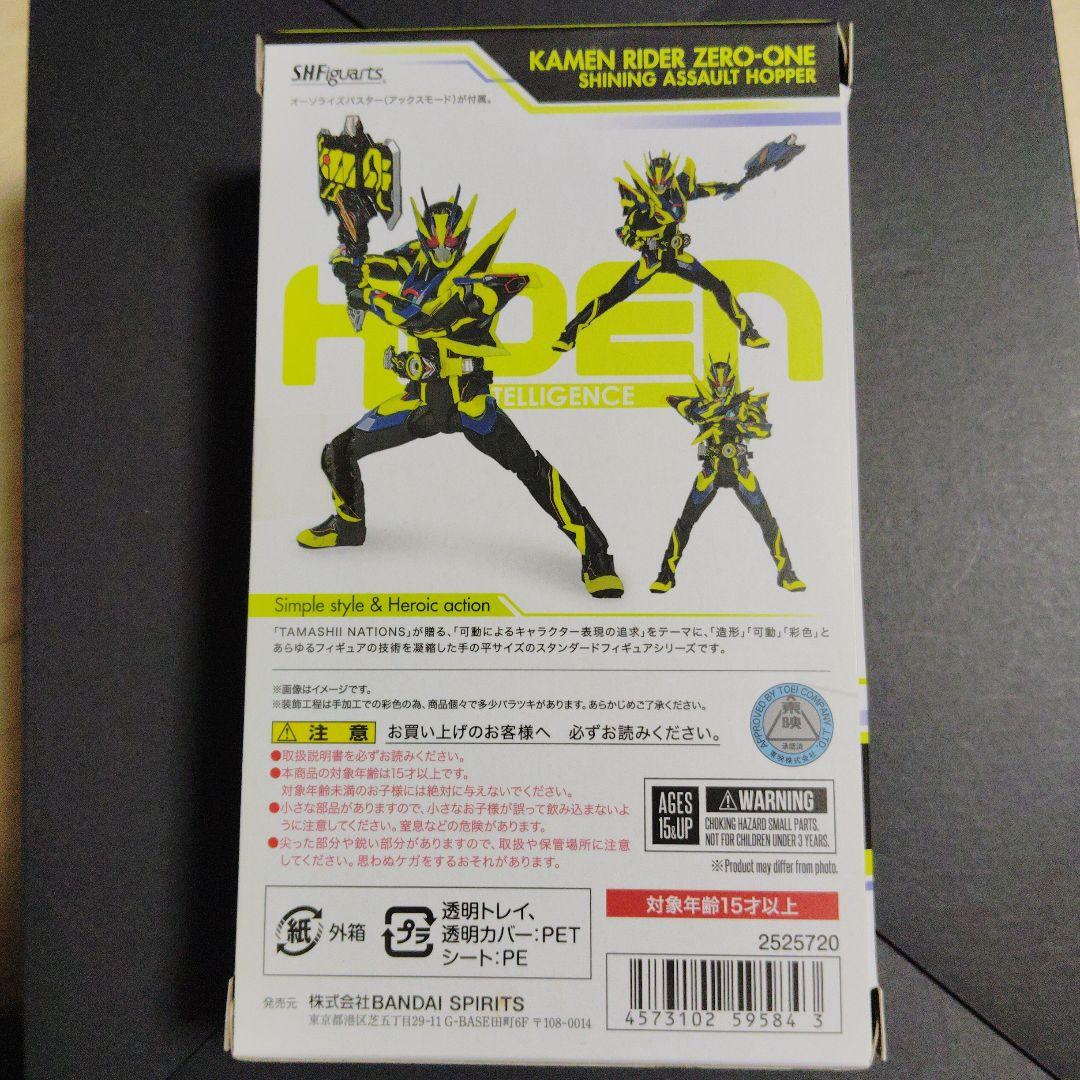 S.H.Figuarts
KAMEN RIDER ZERO-ONE
SHINING ASSAULT HOPPER
オーソライズバスター(アックスモード)が付属。
HIDEN
TELLIGENCE
Simple style & Heroic action
「TAMASHII NATIONS」が贈る、「可動によるキャラクター表現の追求」をテーマに、「造形」「可動」「彩色」と
あらゆるフィギュアの技術を凝縮した手の平サイズのスタンダードフィギュアシリーズです。
※画像はイメージです。
※装飾工程は手加工での彩色の為、商品個々で多少バラツキがあります。あらかじめご了承ください。
注意 お買い上げのお客様へ 必ずお読みください。
●取扱説明書を必ずお読みください。
●本商品の対象年齢は15才以上です。
対象年齢未満のお子様には絶対に与えないでください。
●小さな部品がありますので、小さなお子様が誤って飲み込まないよ
うに注意してください。窒息などの危険があります。
●尖った部分や鋭い部分がありますので、取扱や保管場所に注意
してください。思わぬケガをするおそれがあります。
APPROVED BY TOEI COMPANY, LTD.
東映
承認済
東映株式会社
AGES
15&UP
WARNING
CHOKING HAZARD SMALL PARTS.
NOT FOR CHILDREN UNDER 3 YEARS.
※Product may differ from photo.
紙 外箱
プラ
透明トレイ、
透明カバー:PET
シート:PE
対象年齢15才以上
2525720
発売元 株式会社BANDAI SPIRITS
東京都港区芝五丁目29-11 G-BASE田町6F 〒108-0014
4573102 59584 3